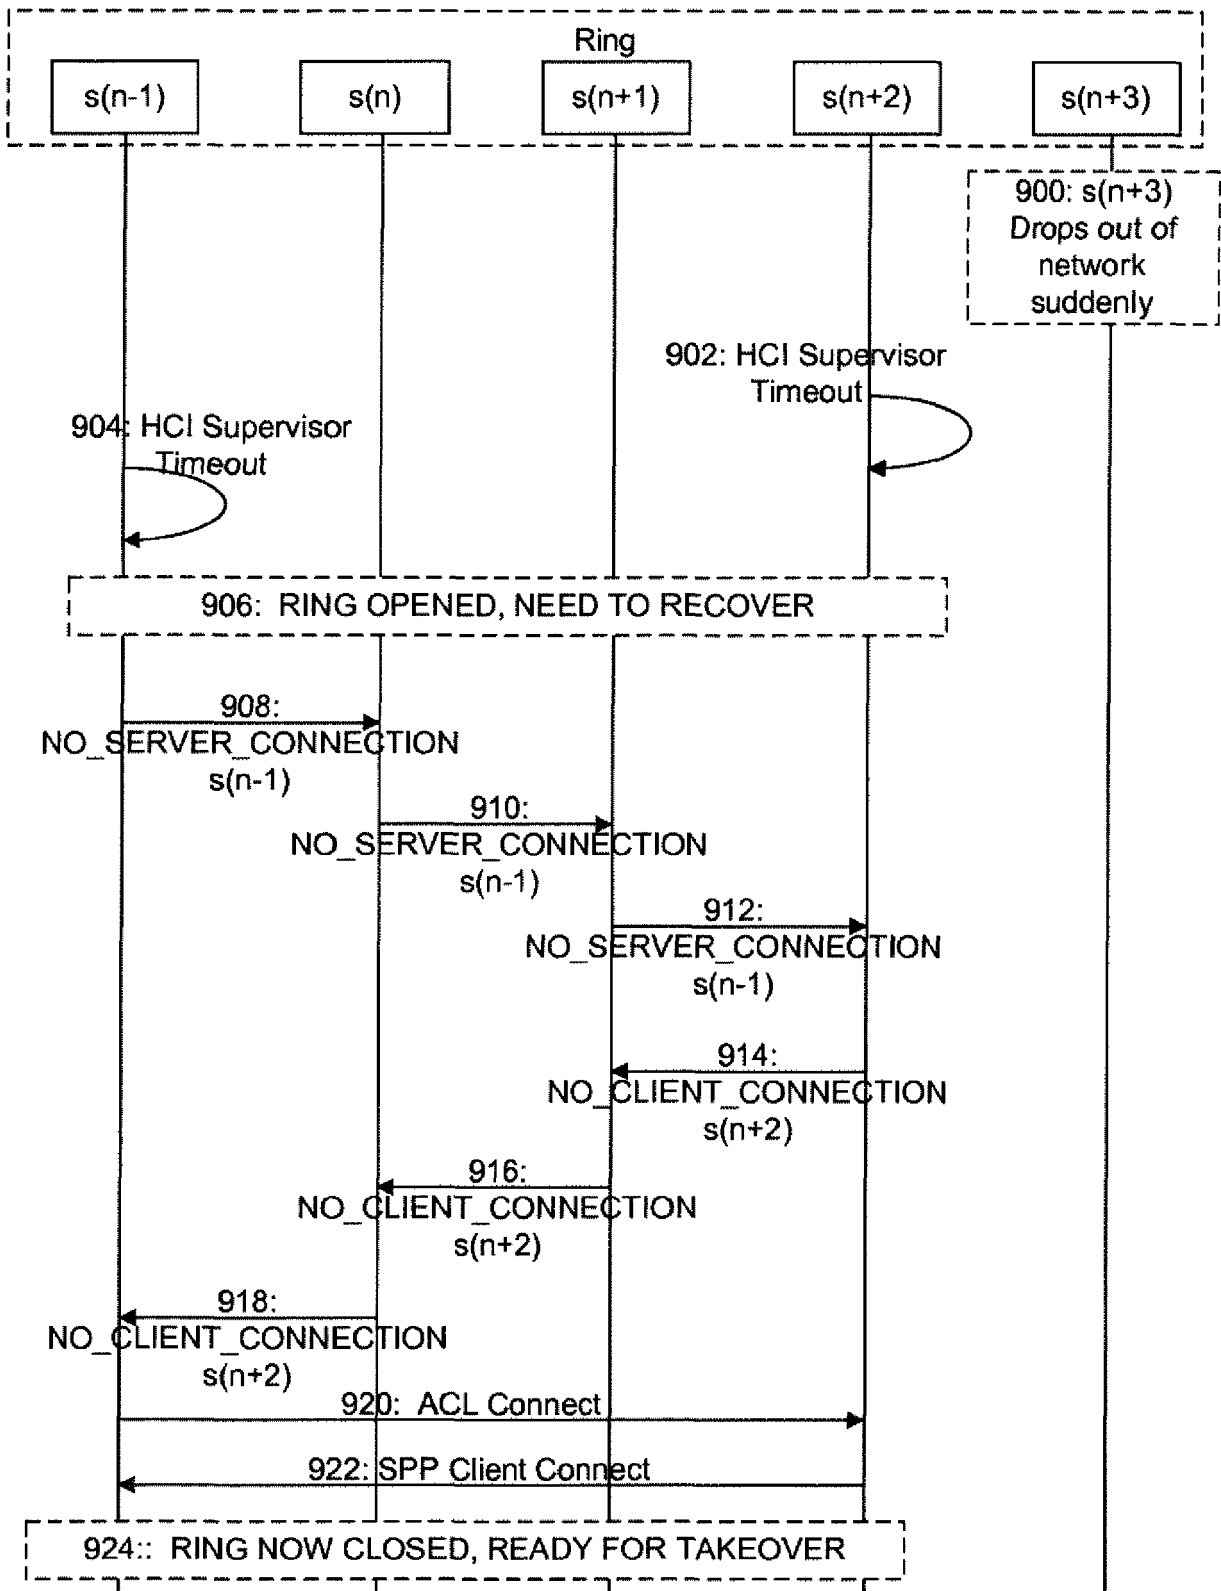 Ring
s(n-1)
s(n)
s(n+1)
s(n+2)
s(n+3)
900: s(n+3)
Drops out of
network
suddenly
902: HCI Supervisor
Timeout
904: HCI Supervisor
Timeout
906: RING OPENED, NEED TO RECOVER
908:
NO_SERVER_CONNECTION
s(n-1)
910:
NO_SERVER_CONNECTION
s(n-1)
912:
NO_SERVER_CONNECTION
s(n-1)
914:
NO_CLIENT_CONNECTION
s(n+2)
916:
NO_CLIENT_CONNECTION
s(n+2)
918:
NO_CLIENT_CONNECTION
s(n+2)
920: ACL Connect
922: SPP Client Connect
924:: RING NOW CLOSED, READY FOR TAKEOVER